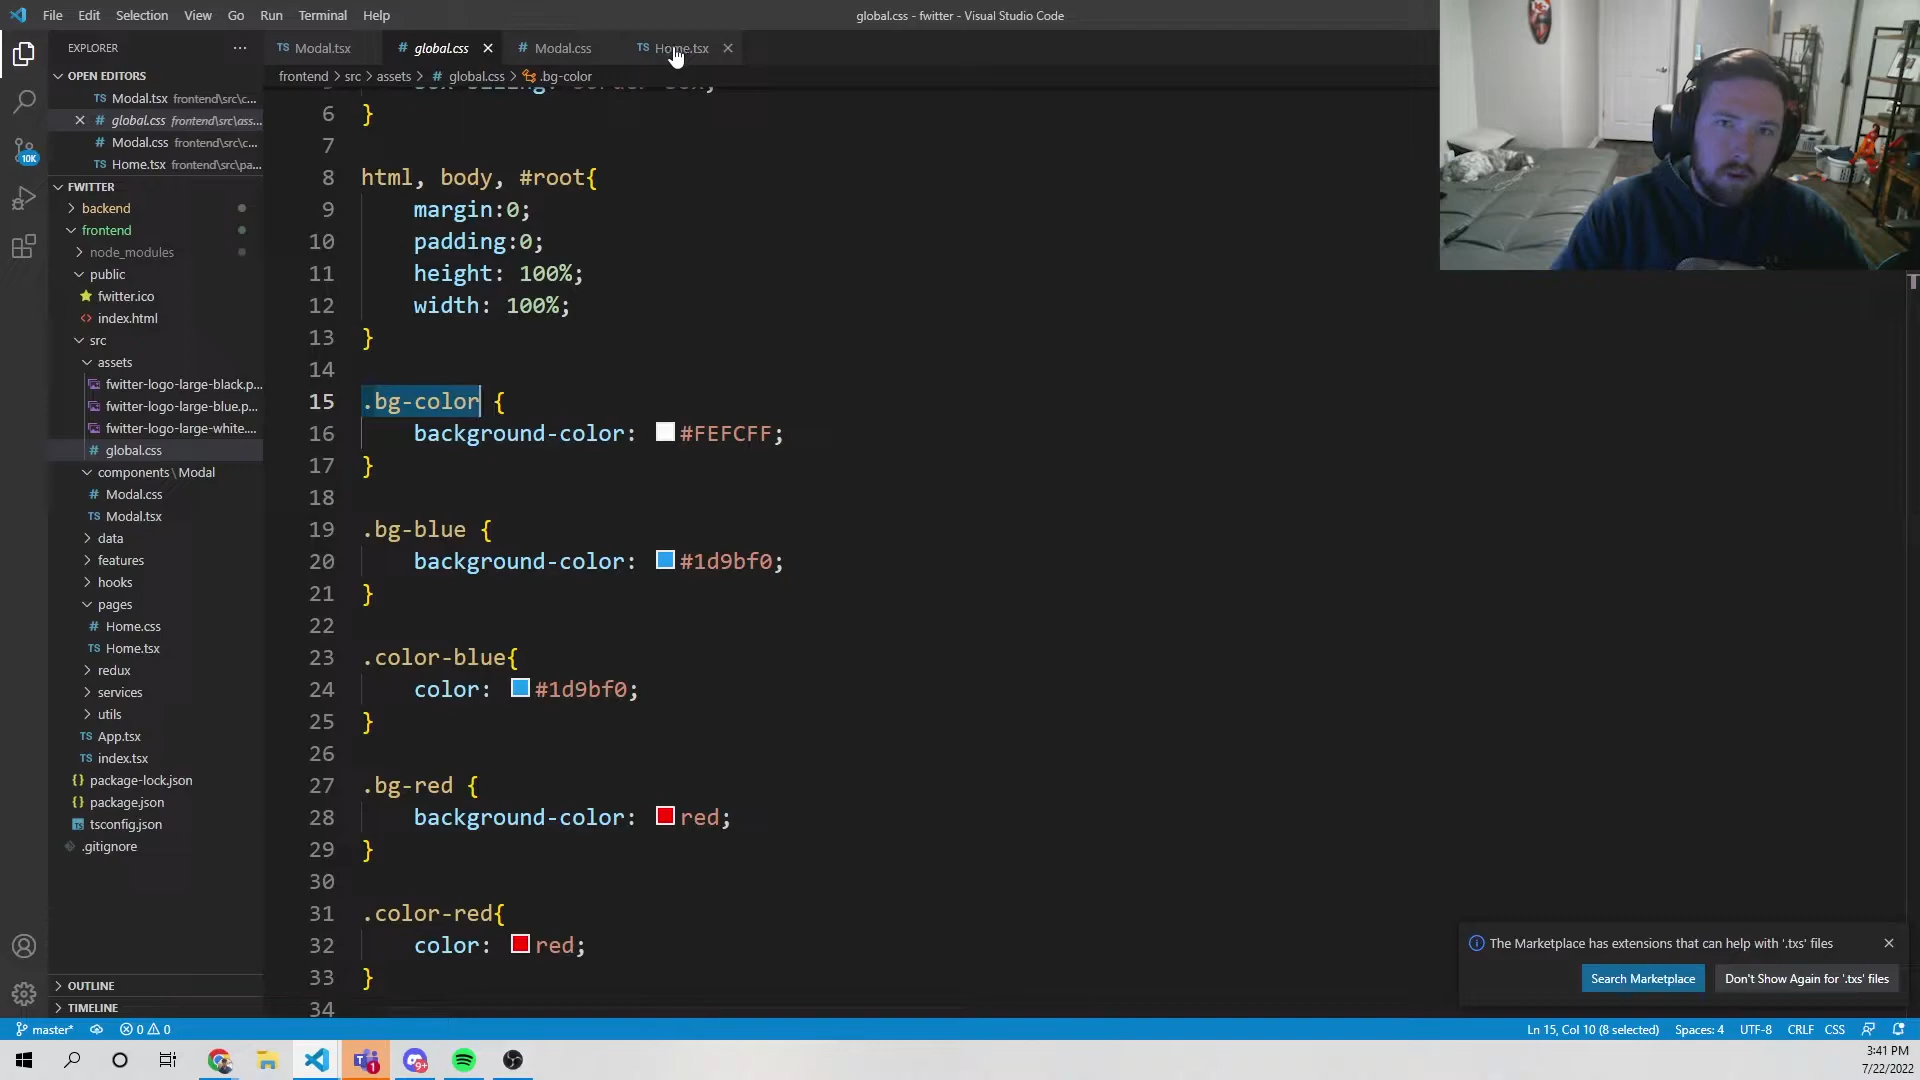 File Edit Selection View Go Run Terminal Help
global.css - fwitter - Visual Studio Code
EXPLORER
TS Modal.tsx
# global.css
# Modal.css
TS Home.tsx
frontend > src > assets > # global.css > .bg-color
OPEN EDITORS
TS Modal.tsx frontend\src\c...
# global.css frontend\src\ass...
# Modal.css frontend\src\c...
TS Home.tsx frontend\src\pa...
10K
FWITTER
backend
frontend
node_modules
public
fwitter.ico
<> index.html
src
assets
fwitter-logo-large-black.p...
fwitter-logo-large-blue.p...
fwitter-logo-large-white....
# global.css
components \ Modal
# Modal.css
TS Modal.tsx
data
features
hooks
pages
# Home.css
TS Home.tsx
redux
services
utils
TS App.tsx
TS index.tsx
{} package-lock.json
{} package.json
tsconfig.json
.gitignore
OUTLINE
TIMELINE
6 }
7
8 html, body, #root{
9 margin:0;
10 padding:0;
11 height: 100%;
12 width: 100%;
13 }
14
15 .bg-color {
16 background-color: #FEFCFF;
17 }
18
19 .bg-blue {
20 background-color: #1d9bf0;
21 }
22
23 .color-blue{
24 color: #1d9bf0;
25 }
26
27 .bg-red {
28 background-color: red;
29 }
30
31 .color-red{
32 color: red;
33 }
34
The Marketplace has extensions that can help with '.txs' files
Search Marketplace
Don't Show Again for '.txs' files
master*
0 0
Ln 15, Col 10 (8 selected) Spaces: 4 UTF-8 CRLF CSS
3:41 PM
7/22/2022